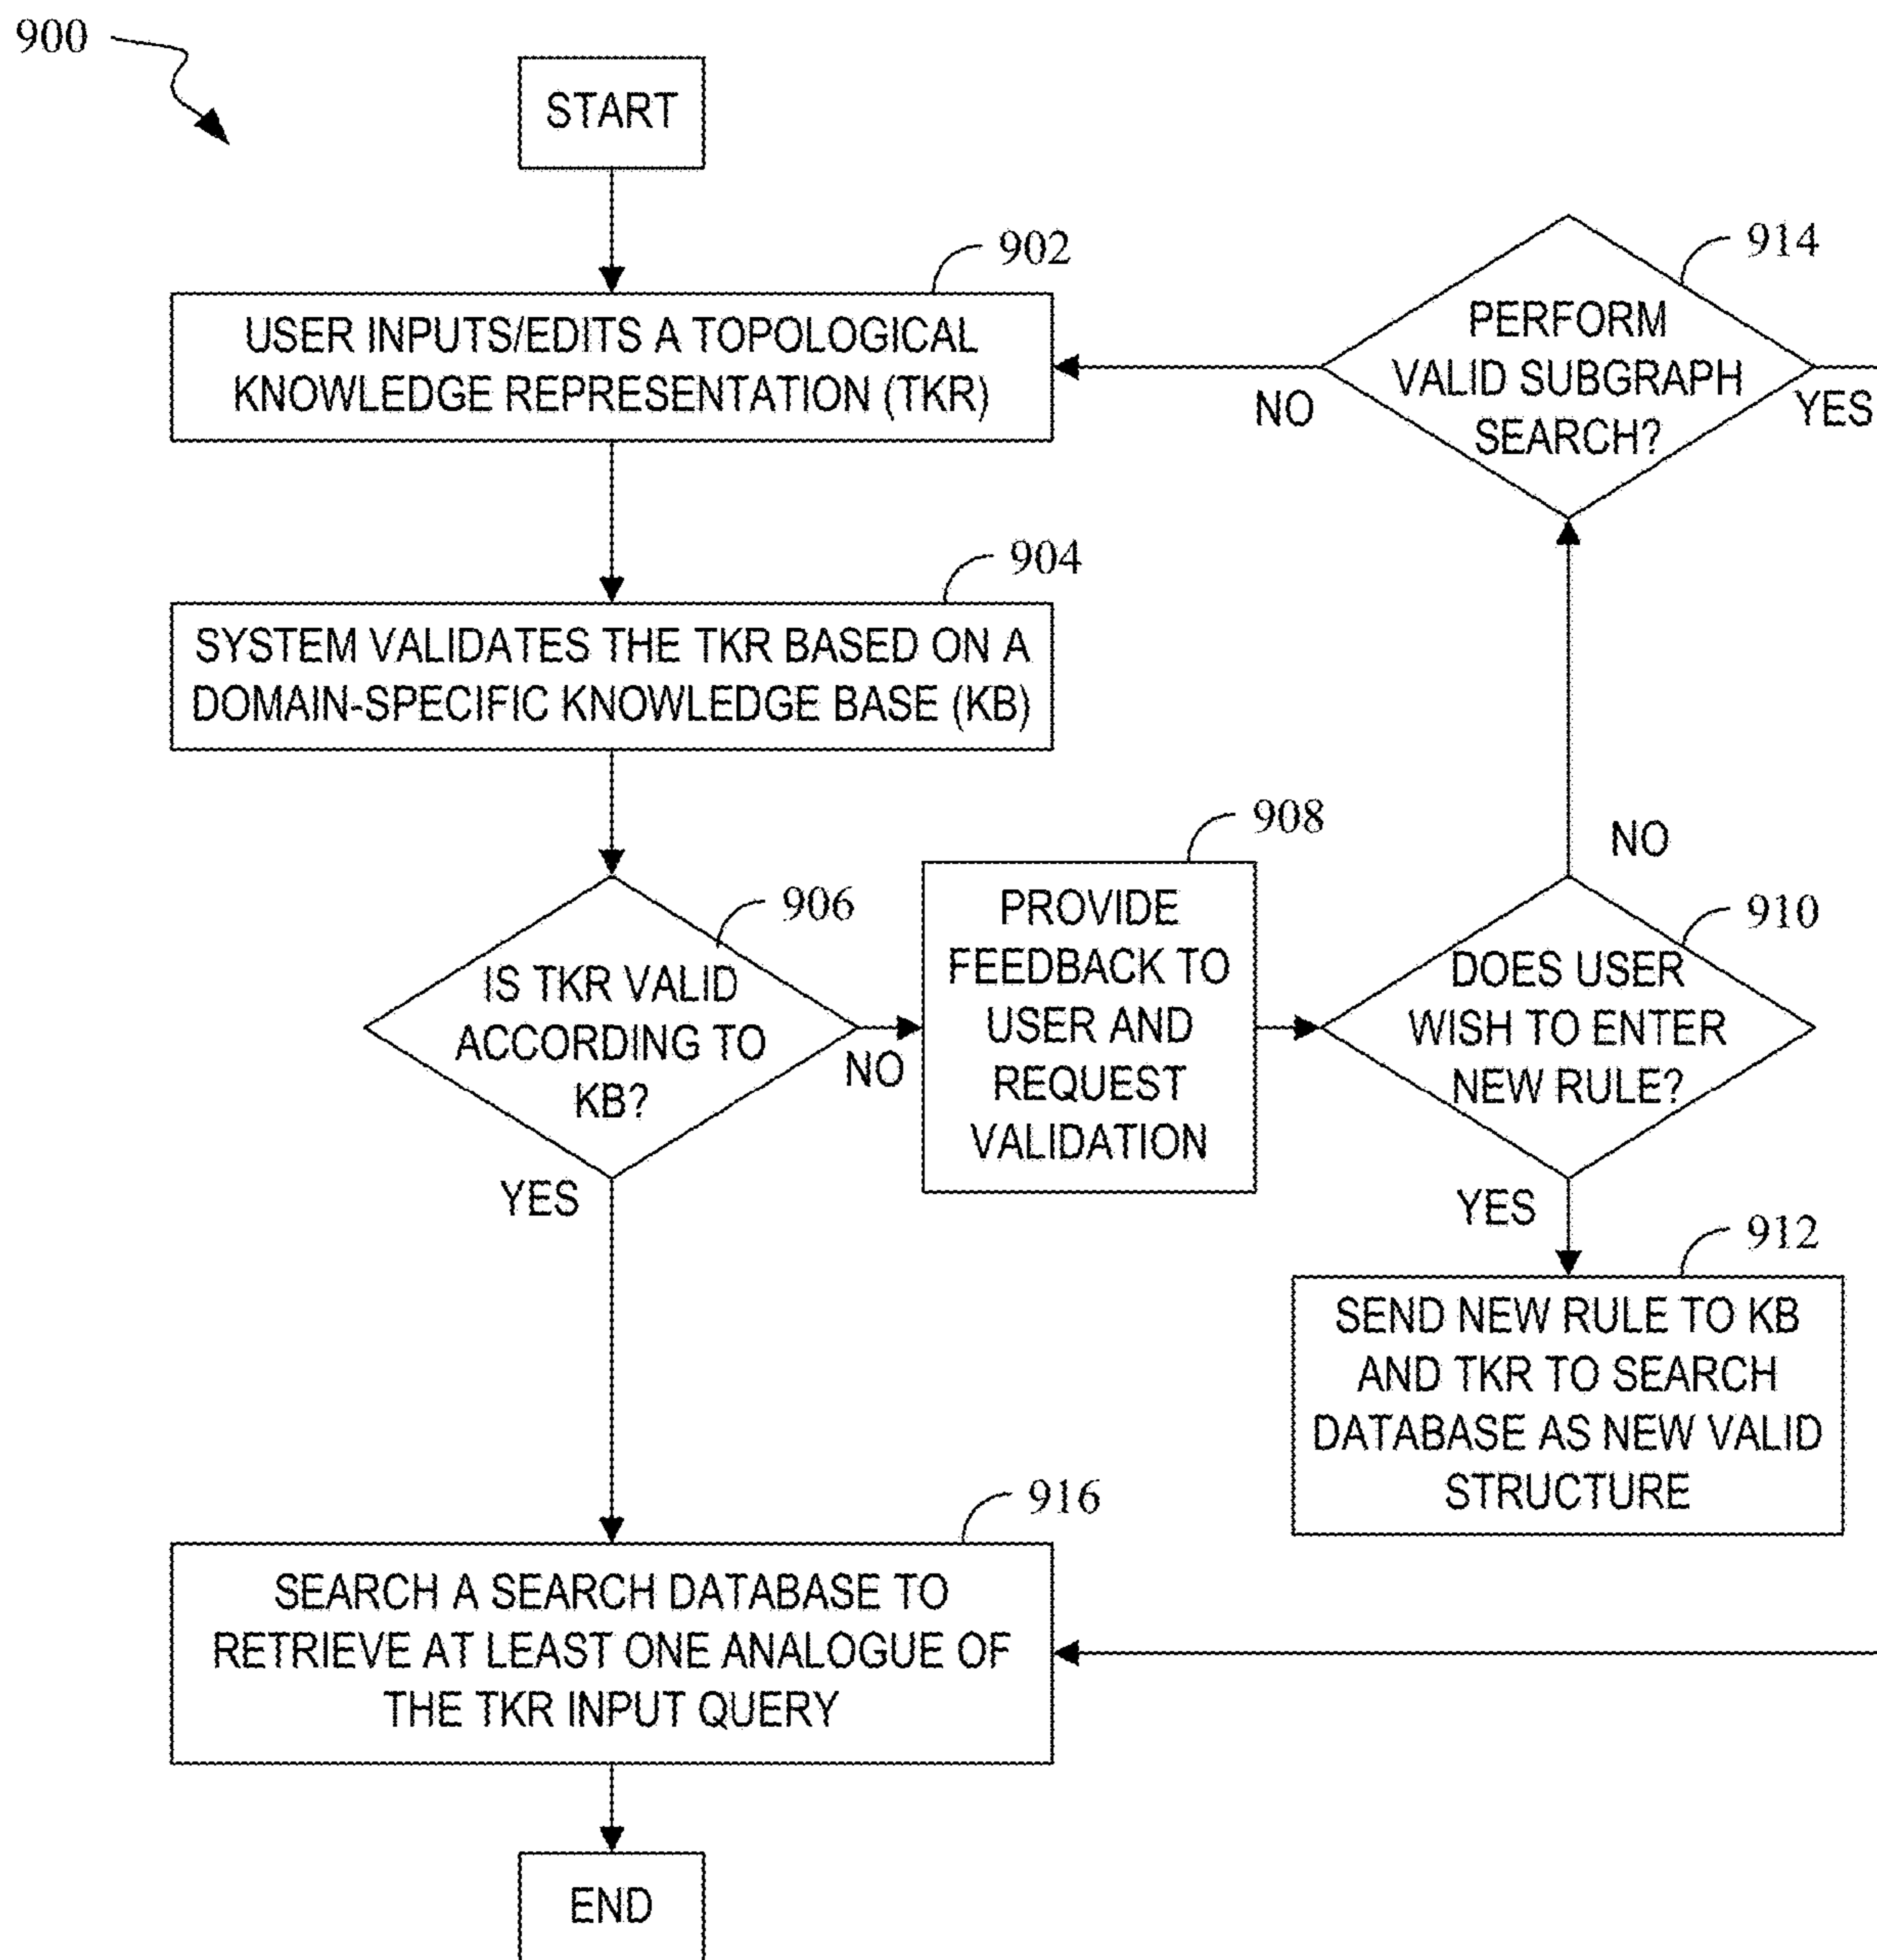 900
START
902
USER INPUTS/EDITS A TOPOLOGICAL
KNOWLEDGE REPRESENTATION (TKR)
904
SYSTEM VALIDATES THE TKR BASED ON A
DOMAIN-SPECIFIC KNOWLEDGE BASE (KB)
906
IS TKR VALID
ACCORDING TO
KB?
NO
YES
908
PROVIDE
FEEDBACK TO
USER AND
REQUEST
VALIDATION
910
DOES USER
WISH TO ENTER
NEW RULE?
NO
YES
912
SEND NEW RULE TO KB
AND TKR TO SEARCH
DATABASE AS NEW VALID
STRUCTURE
914
PERFORM
VALID SUBGRAPH
SEARCH?
NO
YES
916
SEARCH A SEARCH DATABASE TO
RETRIEVE AT LEAST ONE ANALOGUE OF
THE TKR INPUT QUERY
END